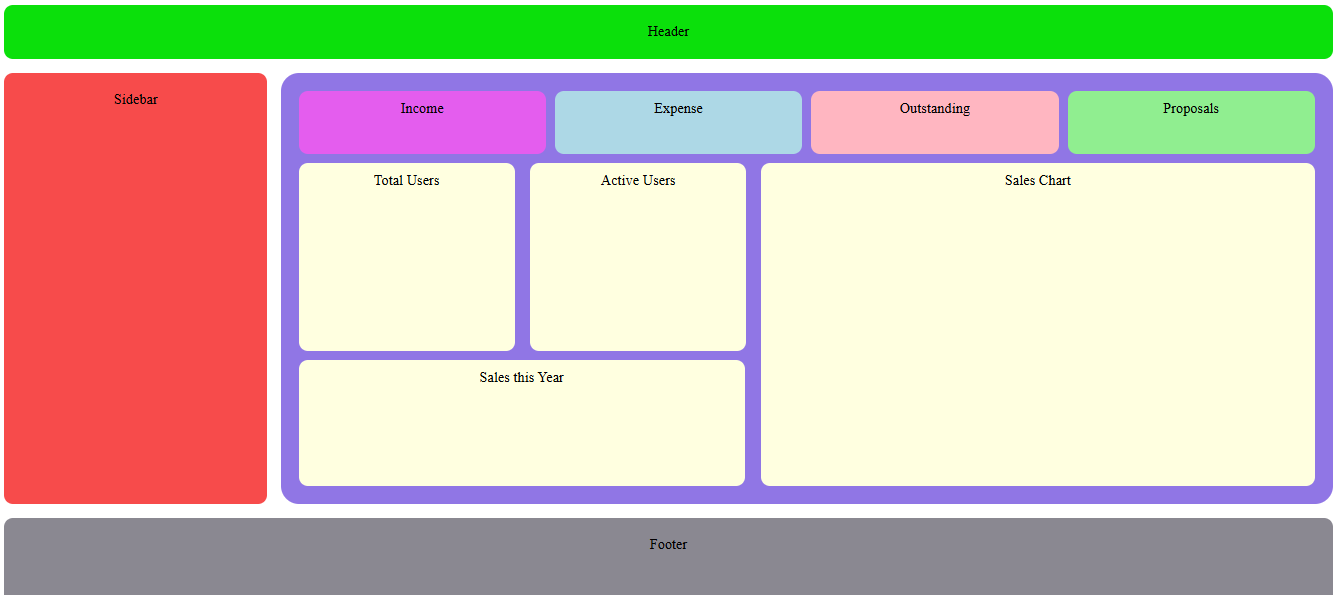 Header
Sidebar
Income
Expense
Outstanding
Proposals
Total Users
Active Users
Sales Chart
Sales this Year
Footer